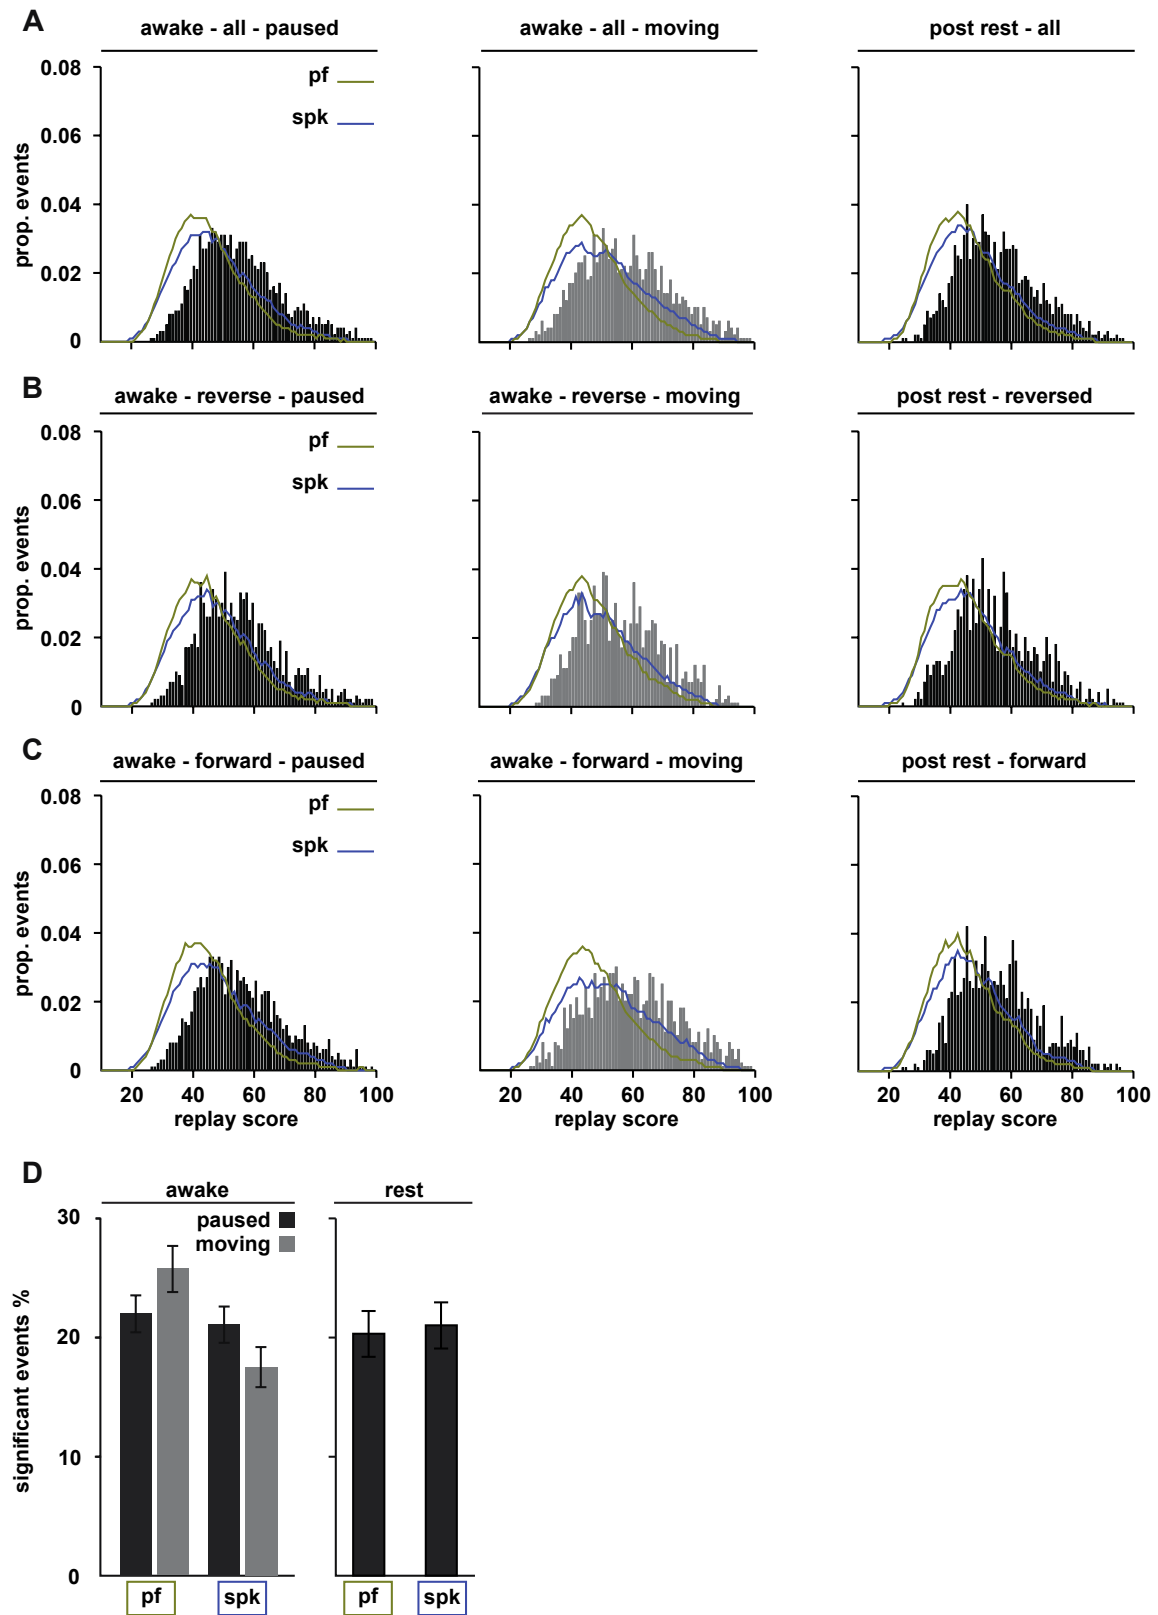 A
awake - all - paused
awake - all - moving
post rest - all
0.08
0.06
0.04
0.02
0
prop. events
pf
spk
B
awake - reverse - paused
awake - reverse - moving
post rest - reversed
0.08
0.06
0.04
0.02
0
prop. events
pf
spk
C
awake - forward - paused
awake - forward - moving
post rest - forward
0.08
0.06
0.04
0.02
0
prop. events
pf
spk
20 40 60 80 100
20 40 60 80 100
20 40 60 80 100
replay score
replay score
replay score
D
awake
rest
30
20
10
0
significant events %
paused
moving
pf
spk
pf
spk